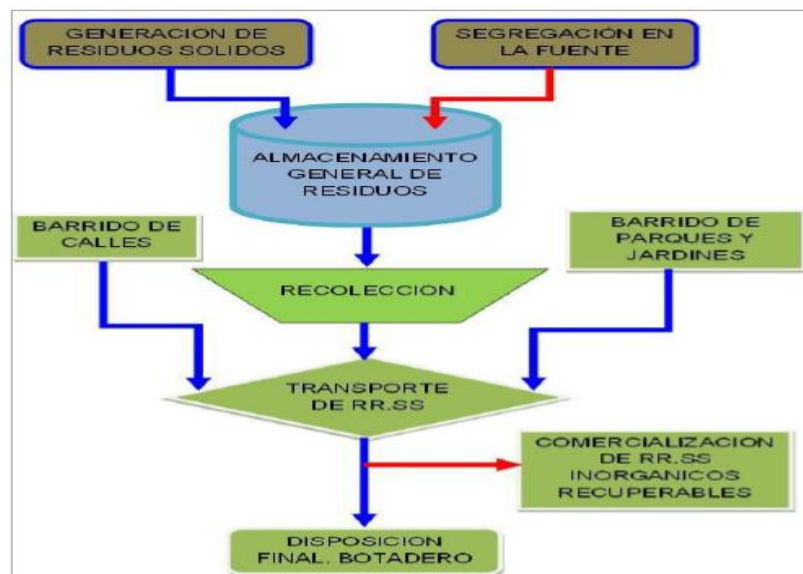 GENERACION DE
RESIDUOS SOLIDOS
SEGREGACIÓN EN
LA FUENTE
ALMACENAMIENTO
GENERAL DE
RESIDUOS
BARRIDO DE
CALLES
BARRIDO DE
PARQUES Y
JARDINES
RECOLECCION
TRANSPORTE
DE RR.SS
COMERCIALIZACION
DE RR.SS
INORGANICOS
RECUPERABLES
DISPOSICION
FINAL. BOTADERO